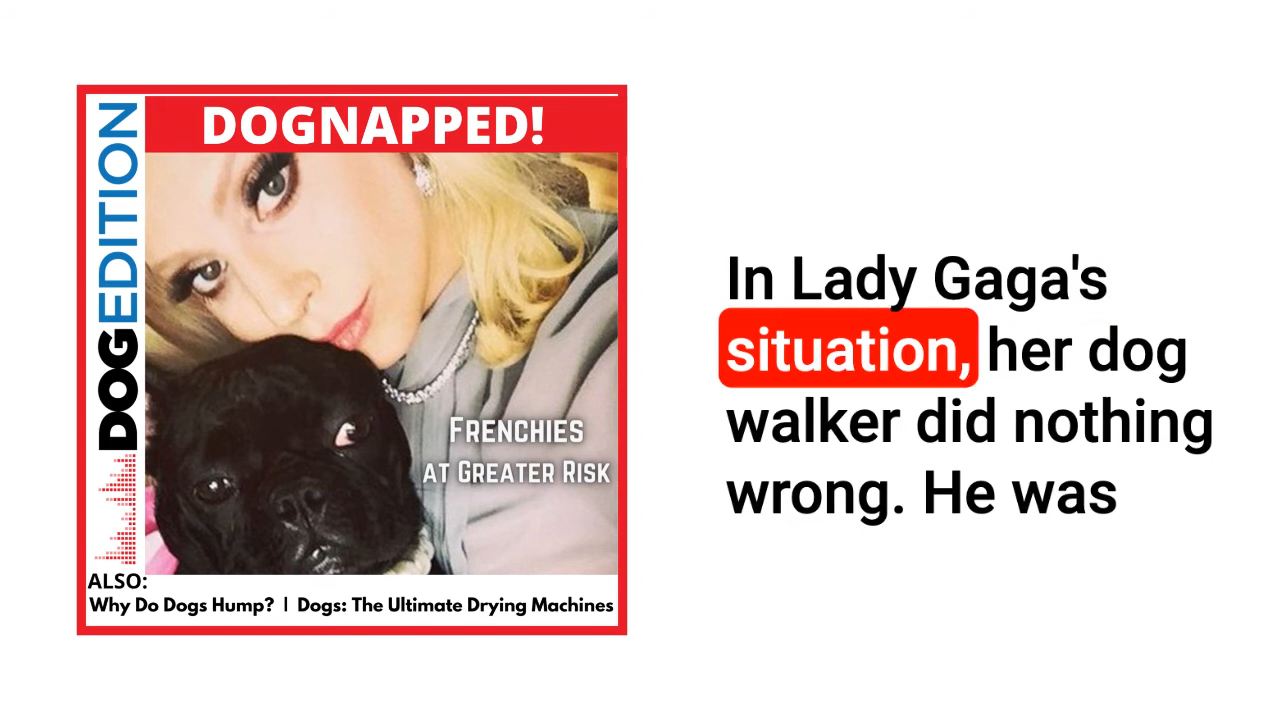 DOGNAPPED!
DOGEDITION
FRENCHIES
AT GREATER RISK
ALSO:
Why Do Dogs Hump? | Dogs: The Ultimate Drying Machines
In Lady Gaga's
situation, her dog
walker did nothing
wrong. He was